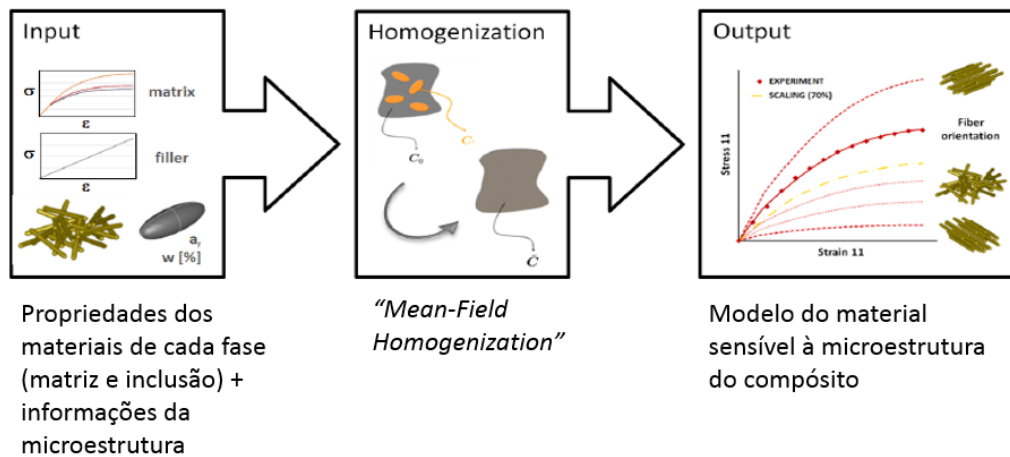 Input
σ
matrix
ε
σ
filler
ε
aᵣ
w [%]
Homogenization
C₀
C̄
Output
EXPERIMENT
SCALING (70%)
Stress 11
Strain 11
Fiber
orientation
Propriedades dos
materiais de cada fase
(matriz e inclusão) +
informações da
microestrutura
“Mean-Field
Homogenization”
Modelo do material
sensível à microestrutura
do compósito